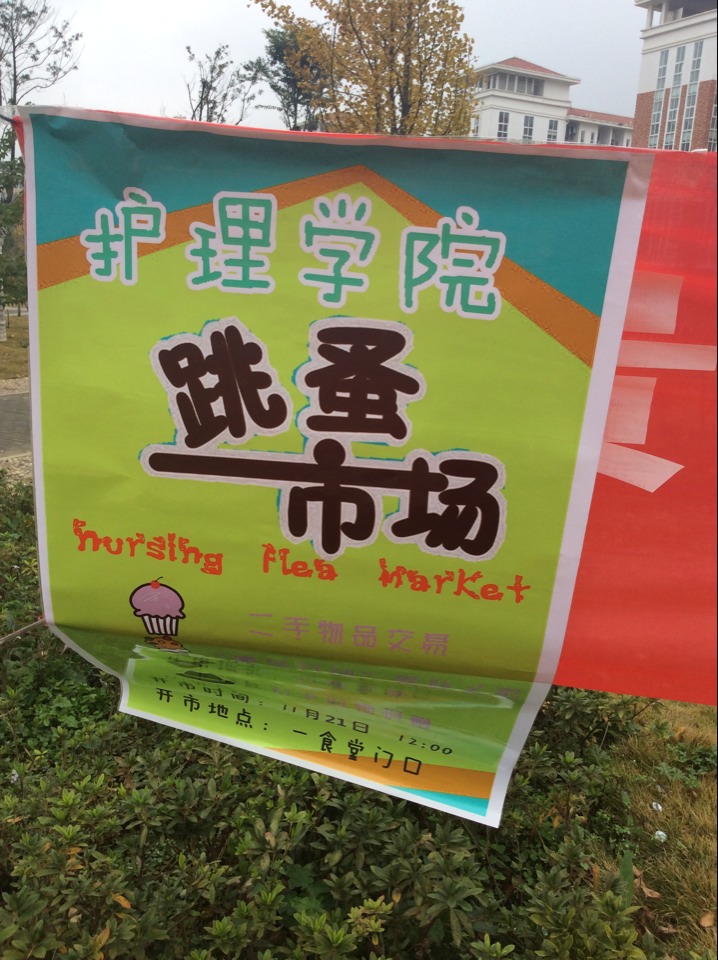 护理学院
跳蚤
市场
nursing flea market
二手物品交易
开市时间：11月21日 12:00
开市地点：一食堂门口